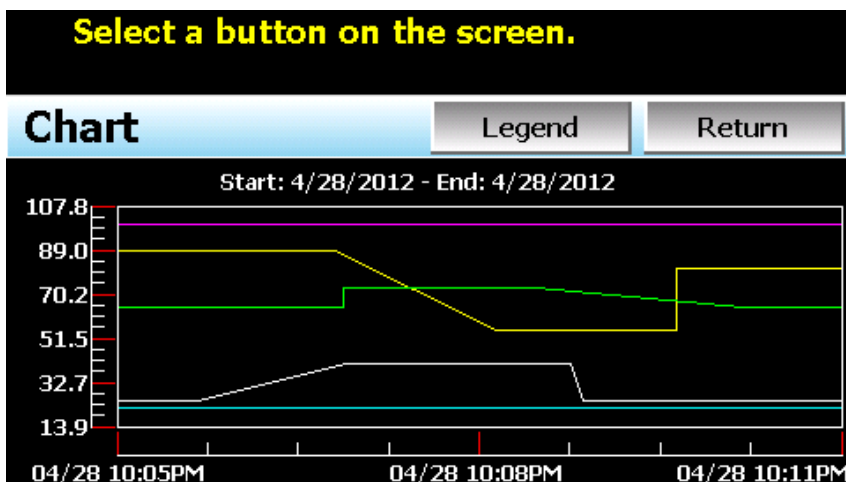 Select a button on the screen.
Chart Legend Return
Start: 4/28/2012 - End: 4/28/2012
107.8
89.0
70.2
51.5
32.7
13.9
04/28 10:05PM 04/28 10:08PM 04/28 10:11PM